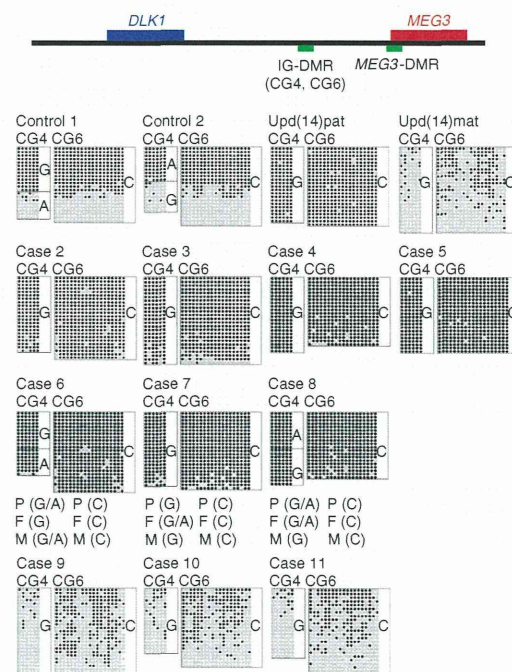 DLK1 MEG3
IG-DMR MEG3-DMR
(CG4, CG6)
Control 1 Control 2 Upd(14)pat Upd(14)mat
CG4 CG6 CG4 CG6 CG4 CG6 CG4 CG6
G A C A G C G C G C
Case 2 Case 3 Case 4 Case 5
CG4 CG6 CG4 CG6 CG4 CG6 CG4 CG6
G C G C G C G C
Case 6 Case 7 Case 8
CG4 CG6 CG4 CG6 CG4 CG6
G A C G C A G C
P (G/A) P (C) P (G) P (C) P (G/A) P (C)
F (G) F (C) F (G/A) F (C) F (G/A) F (C)
M (G/A) M (C) M (G) M (C) M (G) M (C)
Case 9 Case 10 Case 11
CG4 CG6 CG4 CG6 CG4 CG6
G C G C G C